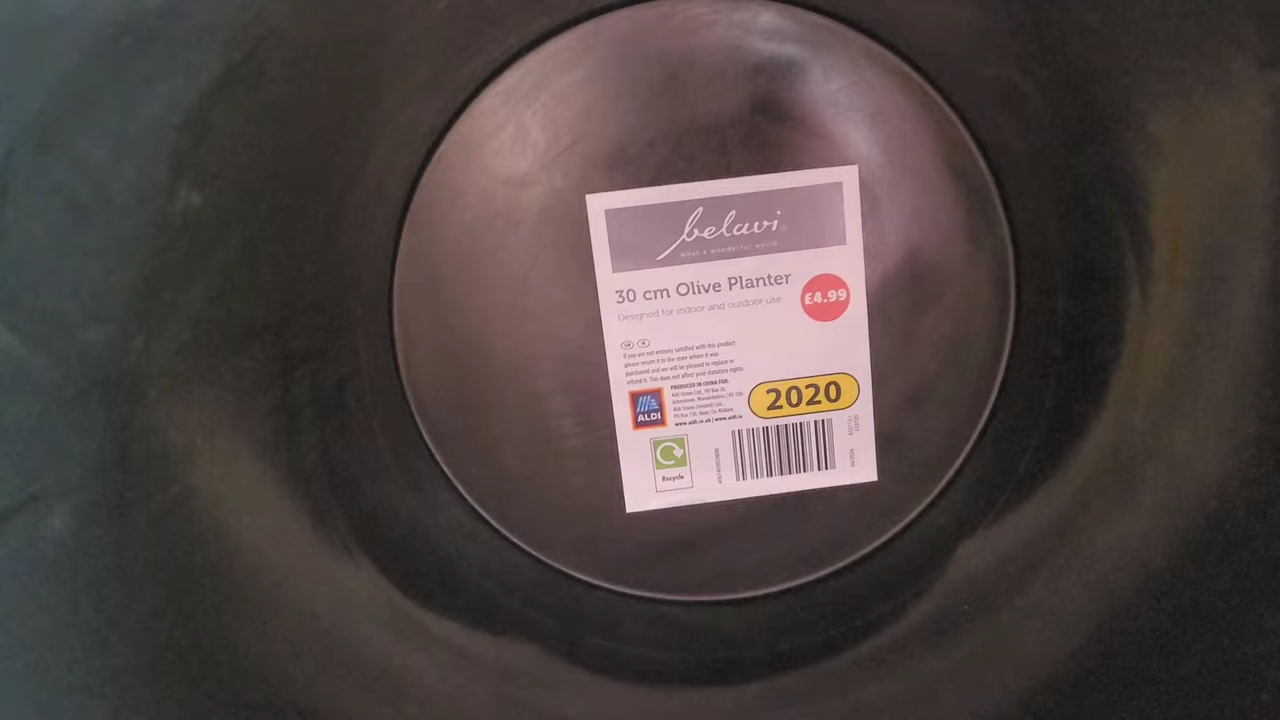 belavi
what a wonderful world
30 cm Olive Planter
Designed for indoor and outdoor use
£4.99
If you are not entirely satisfied with this product
please return it to the store where it was
purchased and we will be pleased to replace or
refund it. This does not affect your statutory rights.
PRODUCED IN CHINA FOR:
Aldi Stores Ltd., PO Box 26,
Atherstone, Warwickshire CV9 2SH.
Aldi Stores (Ireland) Ltd.,
PO Box 726, Naas, Co. Kildare.
www.aldi.co.uk | www.aldi.ie
ALDI
2020
Recycle